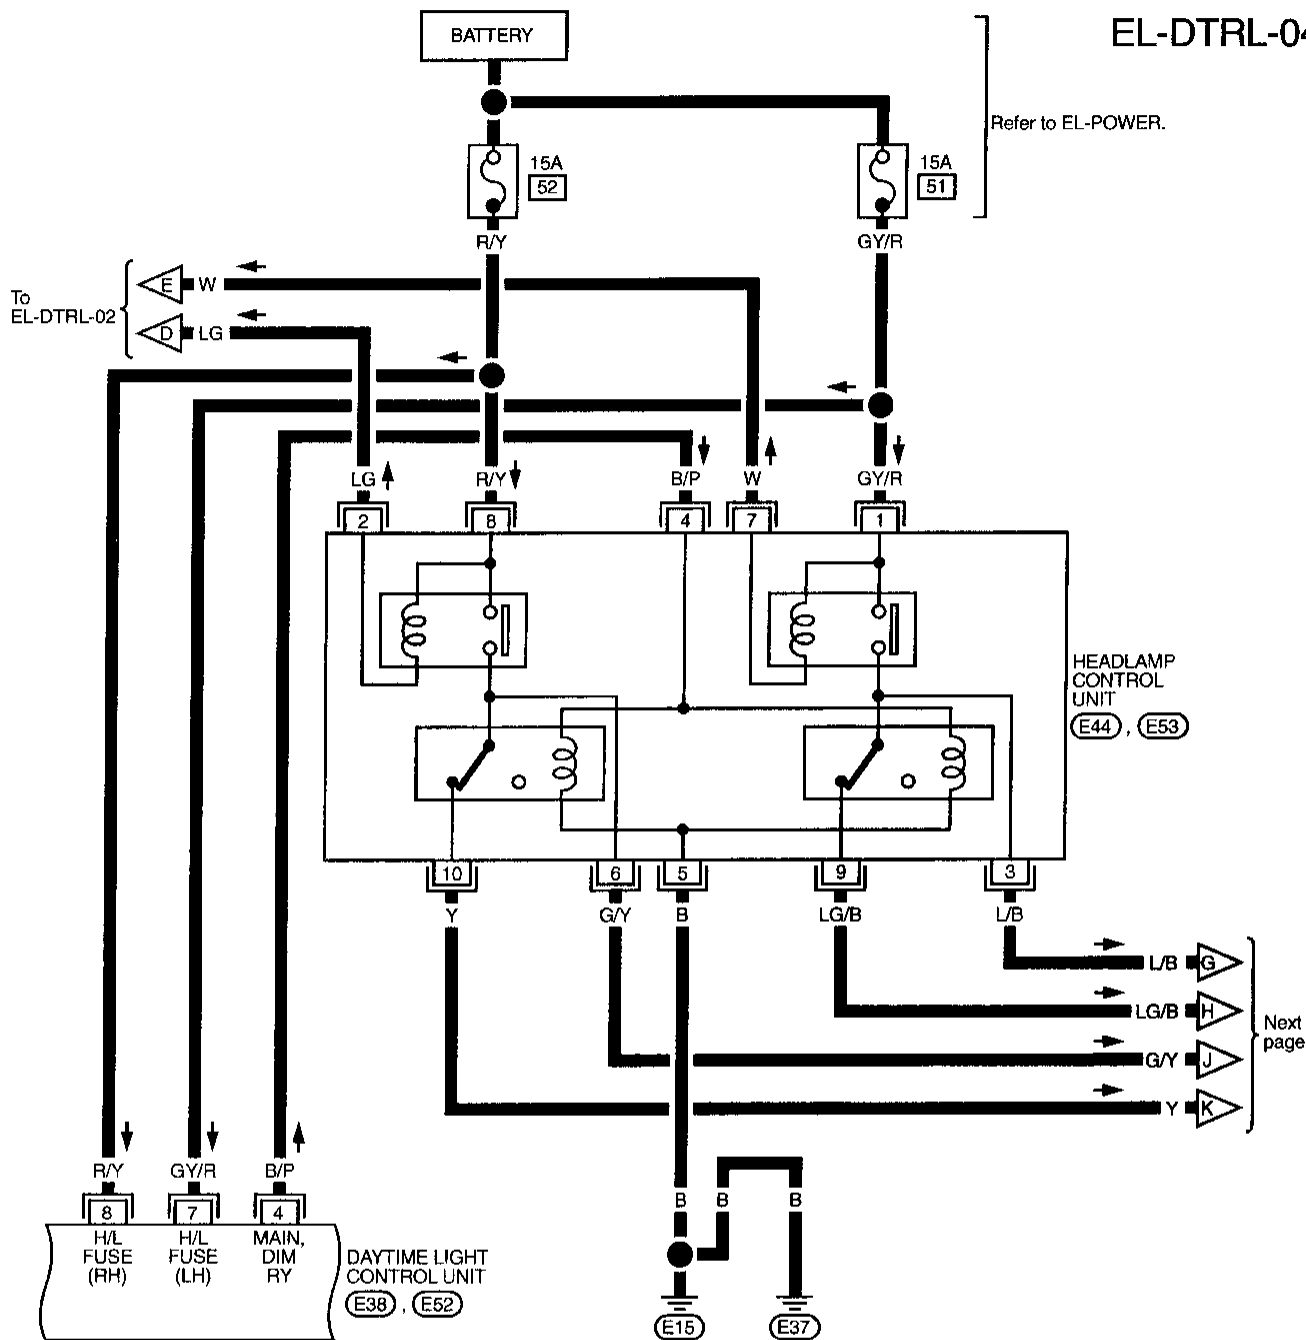 EL-DTRL-04
BATTERY
Refer to EL-POWER.
15A
52
15A
51
R/Y
GY/R
To
EL-DTRL-02
E W
D LG
LG R/Y B/P W GY/R
2 8 4 7 1
HEADLAMP
CONTROL
UNIT
E44 , E53
10 6 5 9 3
Y G/Y B LG/B L/B
L/B G
LG/B H
G/Y J
Y K
Next
page
R/Y GY/R B/P
8 7 4
H/L
FUSE
(RH)
H/L
FUSE
(LH)
MAIN,
DIM
RY
DAYTIME LIGHT
CONTROL UNIT
E38 , E52
B B B
E15 E37